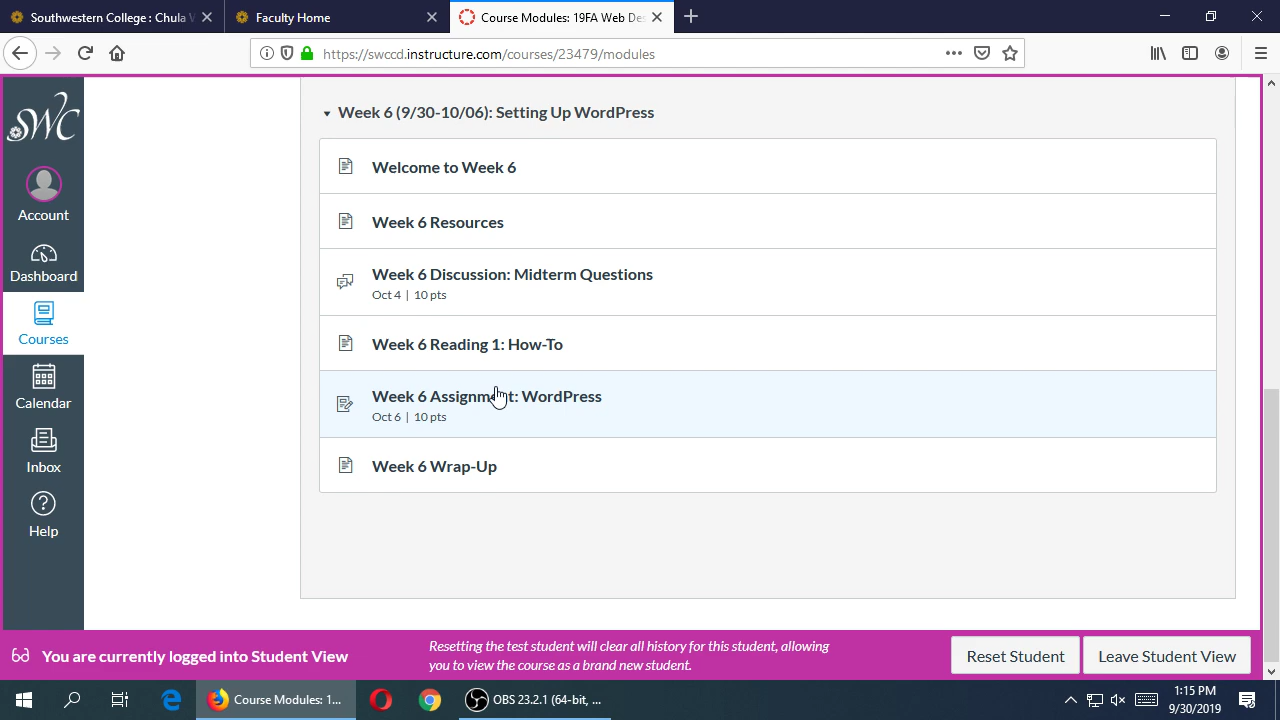 Southwestern College : Chula V
Faculty Home
Course Modules: 19FA Web Des
https://swccd.instructure.com/courses/23479/modules
SWC
Account
Dashboard
Courses
Calendar
Inbox
Help
Week 6 (9/30-10/06): Setting Up WordPress
Welcome to Week 6
Week 6 Resources
Week 6 Discussion: Midterm Questions
Oct 4 | 10 pts
Week 6 Reading 1: How-To
Week 6 Assignment: WordPress
Oct 6 | 10 pts
Week 6 Wrap-Up
You are currently logged into Student View
Resetting the test student will clear all history for this student, allowing
you to view the course as a brand new student.
Reset Student
Leave Student View
Course Modules: 1...
OBS 23.2.1 (64-bit, ...
1:15 PM
9/30/2019